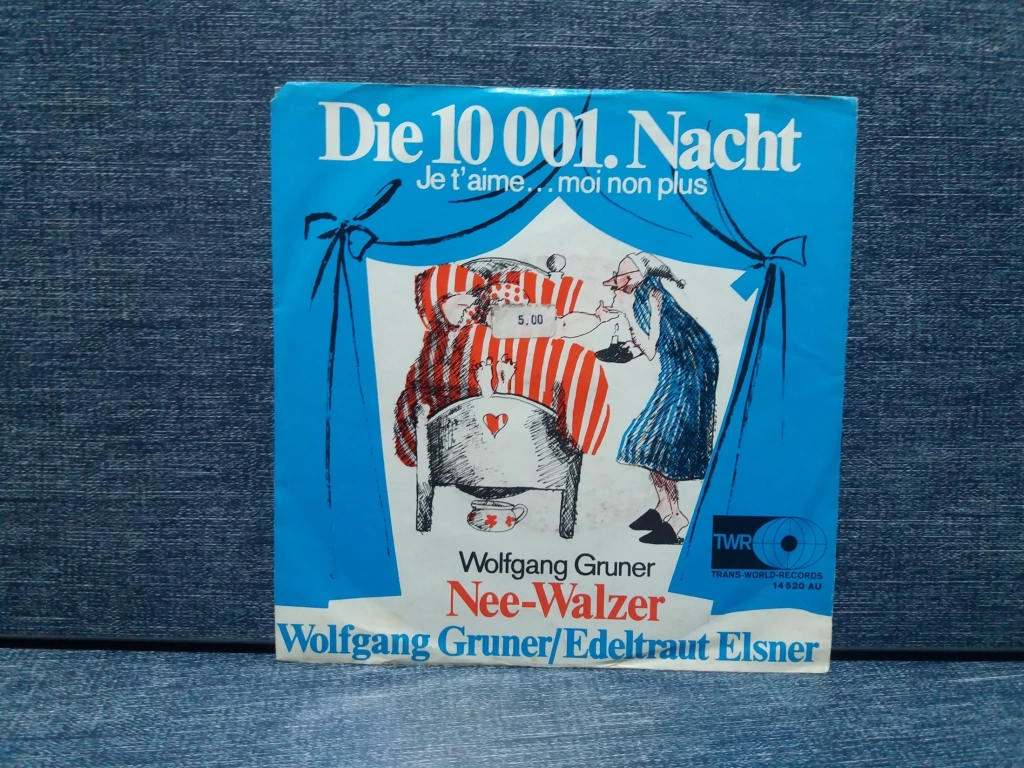 Die 10 001. Nacht
Je t'aime... moi non plus
5.00
TWR
TRANS-WORLD-RECORDS
14 520 AU
Wolfgang Gruner
Nee-Walzer
Wolfgang Gruner/Edeltraut Elsner